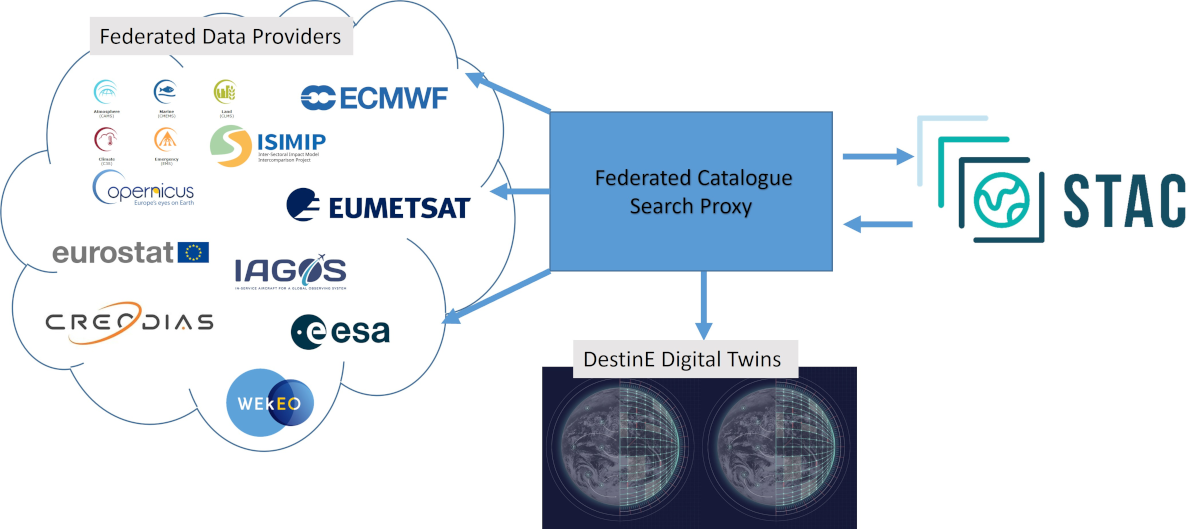 Federated Data Providers
Atmosphere
(CAMS)
Marine
(CMEMS)
Land
(CLMS)
ECMWF
Climate
(C3S)
Emergency
(EMS)
ISIMIP
Inter-Sectoral Impact Model
Intercomparison Project
opernicus
Europe's eyes on Earth
EUMETSAT
eurostat
IAGOS
IN-SERVICE AIRCRAFT FOR A GLOBAL OBSERVING SYSTEM
CREODIAS
esa
WEkEO
Federated Catalogue
Search Proxy
STAC
DestinE Digital Twins